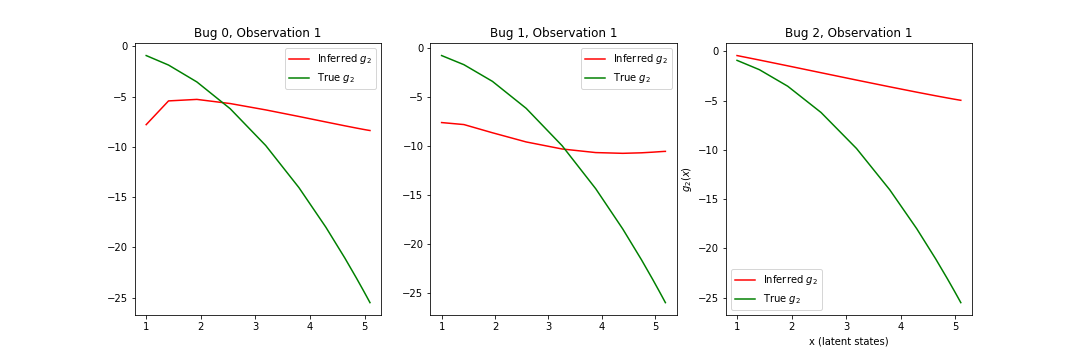 Bug 0, Observation 1
0
−5
−10
−15
−20
−25
1 2 3 4 5
Inferred g₂
True g₂
Bug 1, Observation 1
0
−5
−10
−15
−20
−25
1 2 3 4 5
Inferred g₂
True g₂
Bug 2, Observation 1
g₂(x)
0
−5
−10
−15
−20
−25
1 2 3 4 5
x (latent states)
Inferred g₂
True g₂